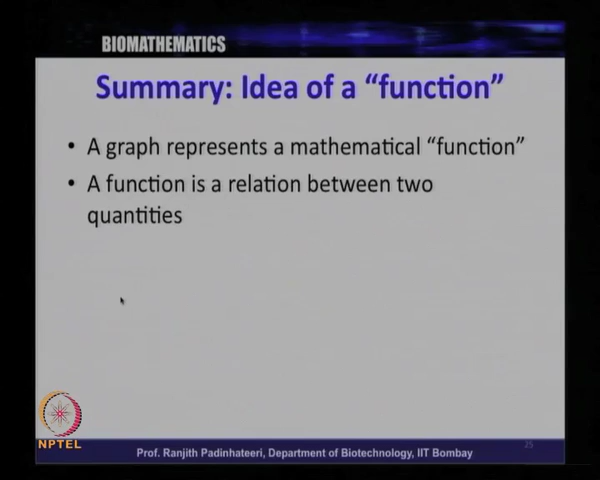 BIOMATHEMATICS
Summary: Idea of a “function”
• A graph represents a mathematical “function”
• A function is a relation between two
quantities
NPTEL
Prof. Ranjith Padinhateeri, Department of Biotechnology, IIT Bombay
25